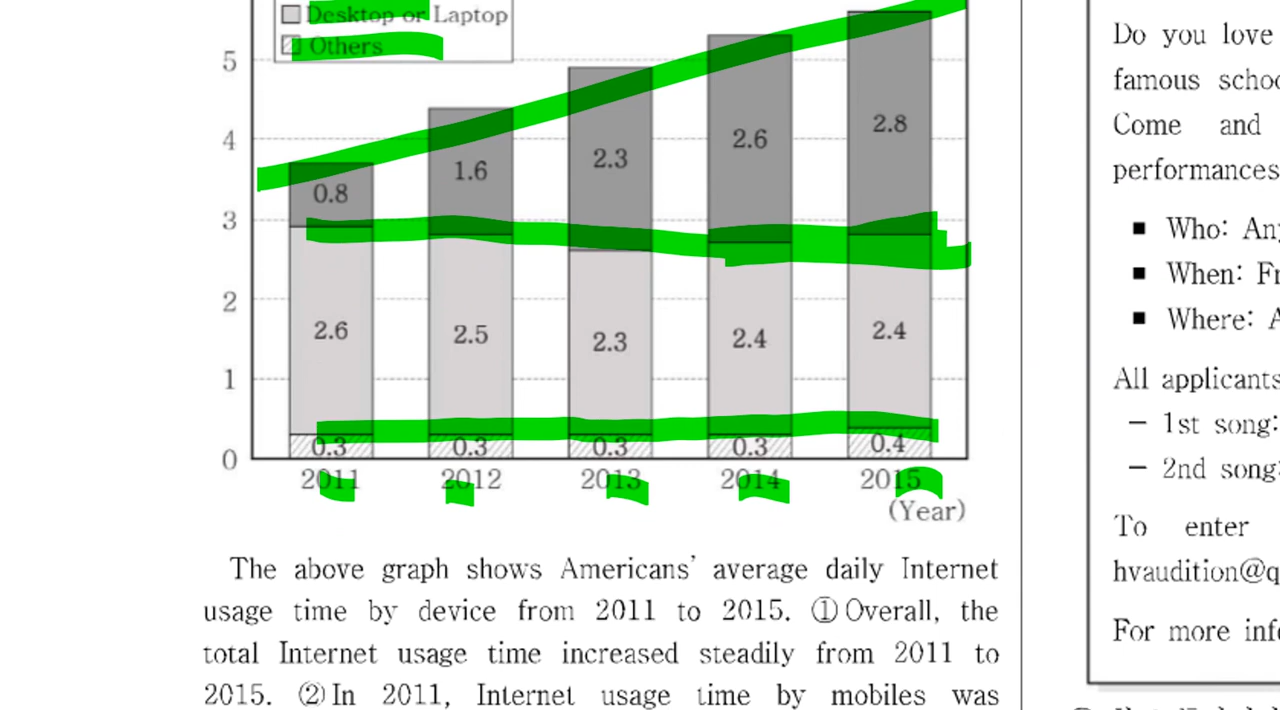 Desktop or Laptop
Others
5
4
3
2
1
0
0.8
1.6
2.3
2.6
2.8
2.6
2.5
2.3
2.4
2.4
0.3
0.3
0.3
0.3
0.4
2011
2012
2013
2014
2015
(Year)
The above graph shows Americans' average daily Internet
usage time by device from 2011 to 2015. ① Overall, the
total Internet usage time increased steadily from 2011 to
2015. ② In 2011, Internet usage time by mobiles was
Do you love
famous
Come and
performances
■ Who:
■ When:
■ Where:
All applicants
- 1st song:
- 2nd song:
To enter
hvaudition@
For more